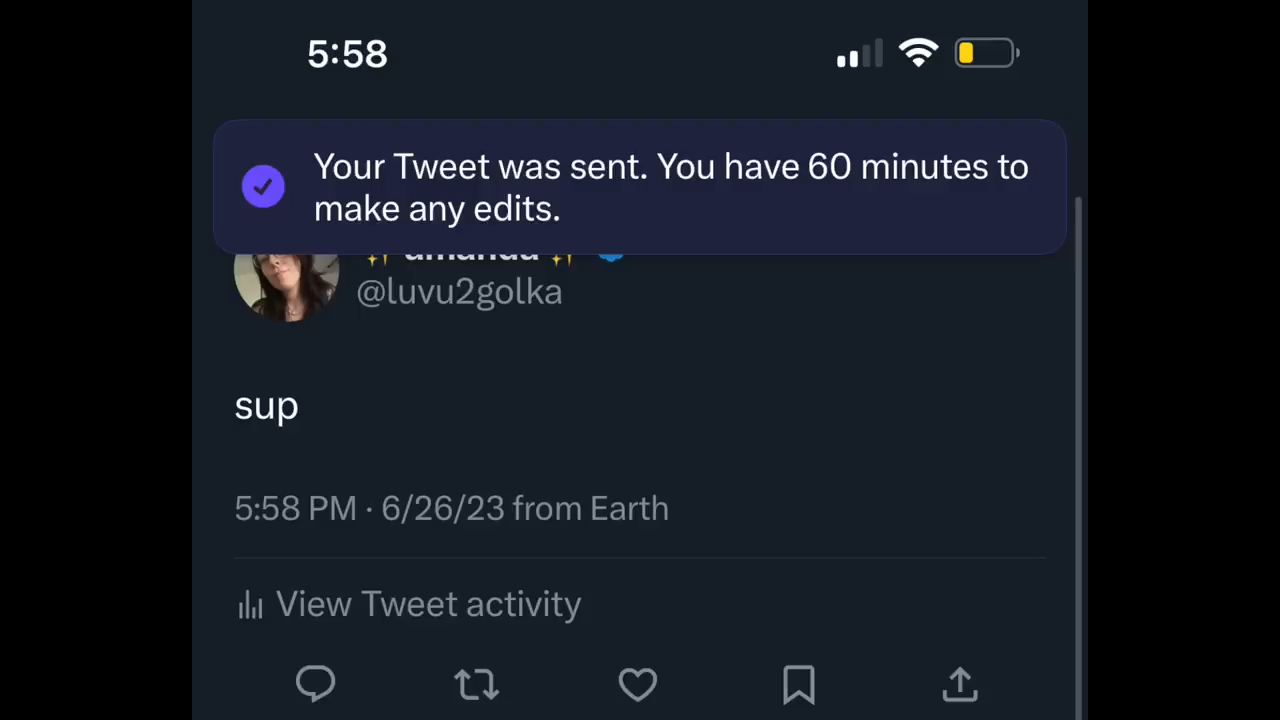 5:58
Your Tweet was sent. You have 60 minutes to
make any edits.
✨ amanda ✨
@luvu2golka
sup
5:58 PM · 6/26/23 from Earth
View Tweet activity